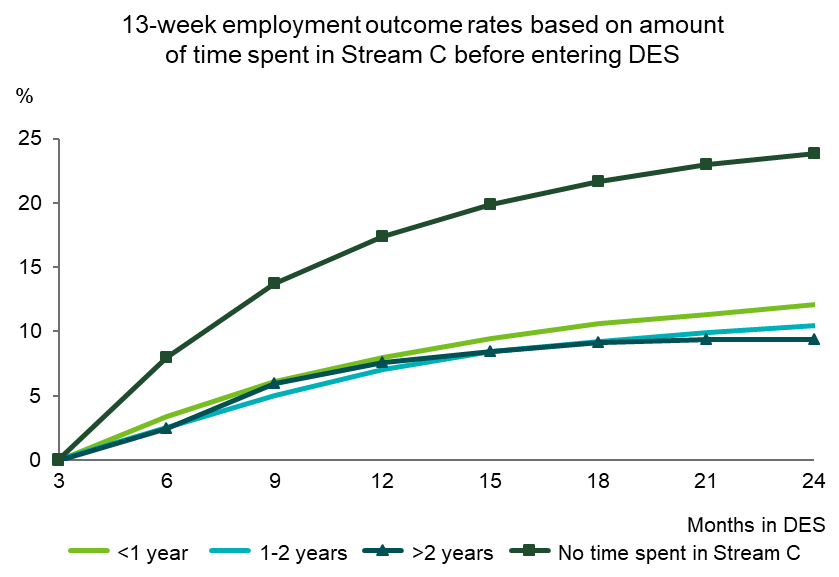 13-week employment outcome rates based on amount
of time spent in Stream C before entering DES
%
25
20
15
10
5
0
3 6 9 12 15 18 21 24
Months in DES
<1 year 1-2 years >2 years No time spent in Stream C